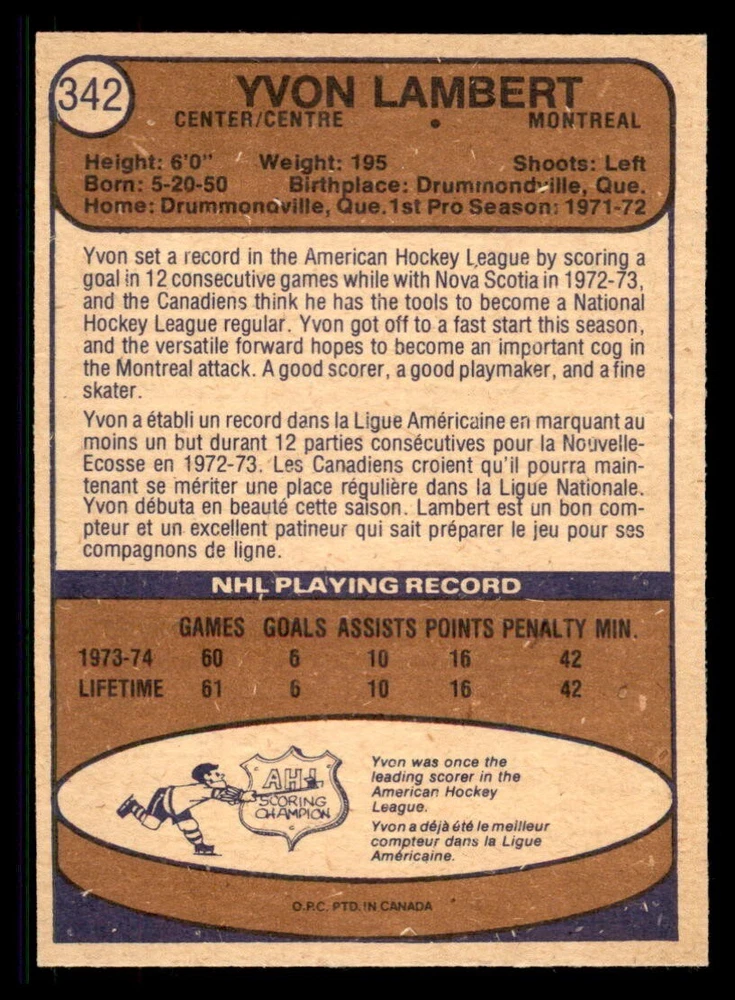 342
YVON LAMBERT
CENTER/CENTRE • MONTREAL
Height: 6'0" Weight: 195 Shoots: Left
Born: 5-20-50 Birthplace: Drummondville, Que.
Home: Drummondville, Que. 1st Pro Season: 1971-72
Yvon set a record in the American Hockey League by scoring a
goal in 12 consecutive games while with Nova Scotia in 1972-73,
and the Canadiens think he has the tools to become a National
Hockey League regular. Yvon got off to a fast start this season,
and the versatile forward hopes to become an important cog in
the Montreal attack. A good scorer, a good playmaker, and a fine
skater.
Yvon a établi un record dans la Ligue Américaine en marquant au
moins un but durant 12 parties consécutives pour la Nouvelle-
Ecosse en 1972-73. Les Canadiens croient qu'il pourra main-
tenant se mériter une place régulière dans la Ligue Nationale.
Yvon débuta en beauté cette saison. Lambert est un bon com-
pteur et un excellent patineur qui sait préparer le jeu pour ses
compagnons de ligne.
NHL PLAYING RECORD
GAMES GOALS ASSISTS POINTS PENALTY MIN.
1973-74 60 6 10 16 42
LIFETIME 61 6 10 16 42
AHL
SCORING
CHAMPION
Yvon was once the
leading scorer in the
American Hockey
League.
Yvon a déjà été le meilleur
compteur dans la Ligue
Américaine.
O.P.C. PTD. IN CANADA